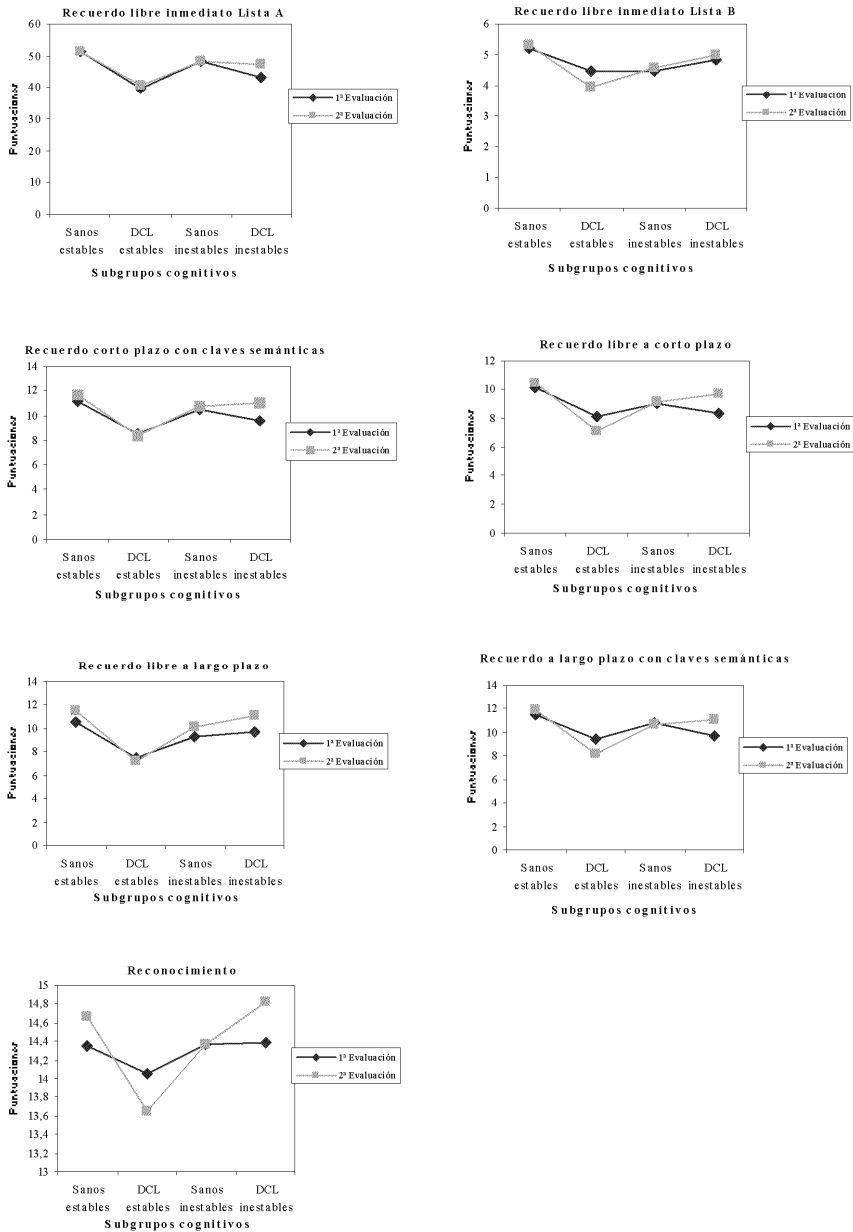 Recuerdo libre inmediato Lista A
60
50
40
30
20
10
0
Puntuaciones
Sanos estables
DCL estables
Sanos inestables
DCL inestables
Subgrupos cognitivos
1ª Evaluación
2ª Evaluación
Recuerdo libre inmediato Lista B
6
5
4
3
2
1
0
Puntuaciones
Sanos estables
DCL estables
Sanos inestables
DCL inestables
Subgrupos cognitivos
1ª Evaluación
2ª Evaluación
Recuerdo corto plazo con claves semánticas
14
12
10
8
6
4
2
0
Puntuaciones
Sanos estables
DCL estables
Sanos inestables
DCL inestables
Subgrupos cognitivos
1ª Evaluación
2ª Evaluación
Recuerdo libre a corto plazo
12
10
8
6
4
2
0
Puntuaciones
Sanos estables
DCL estables
Sanos inestables
DCL inestables
Subgrupos cognitivos
1ª Evaluación
2ª Evaluación
Recuerdo libre a largo plazo
14
12
10
8
6
4
2
0
Puntuaciones
Sanos estables
DCL estables
Sanos inestables
DCL inestables
Subgrupos cognitivos
1ª Evaluación
2ª Evaluación
Recuerdo a largo plazo con claves semánticas
14
12
10
8
6
4
2
0
Puntuaciones
Sanos estables
DCL estables
Sanos inestables
DCL inestables
Subgrupos cognitivos
1ª Evaluación
2ª Evaluación
Reconocimiento
15
14,8
14,6
14,4
14,2
14
13,8
13,6
13,4
13,2
13
Puntuaciones
Sanos estables
DCL estables
Sanos inestables
DCL inestables
Subgrupos cognitivos
1ª Evaluación
2ª Evaluación